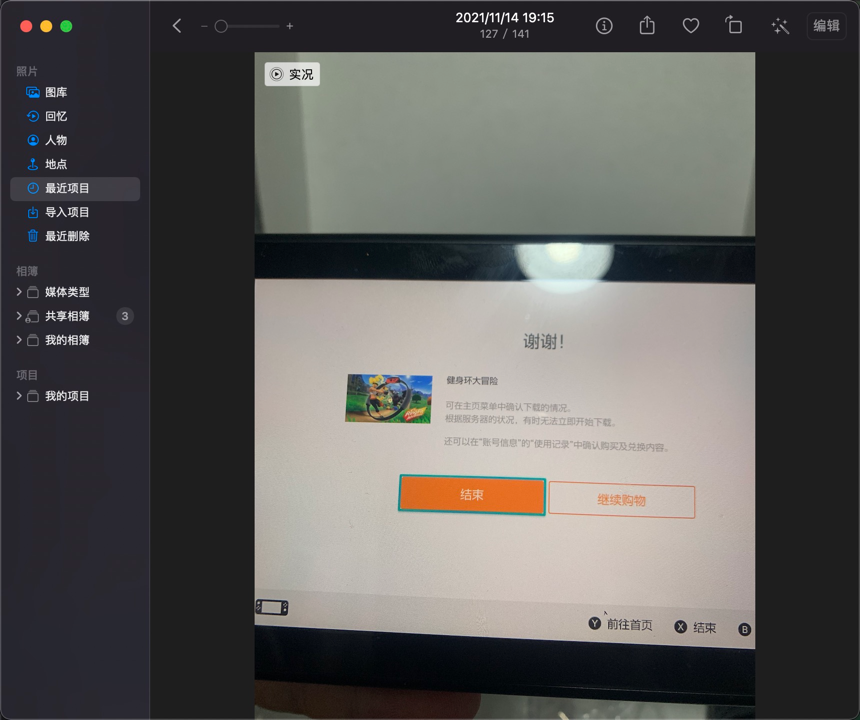 2021/11/14 19:15
127 / 141
编辑
照片
图库
回忆
人物
地点
最近项目
导入项目
最近删除
相簿
媒体类型
共享相簿
3
我的相簿
项目
我的项目
实况
谢谢！
健身环大冒险
可在主页菜单中确认下载的情况。
根据服务器的状况，有时无法立即开始下载。
还可以在"账号信息"的"使用记录"中确认购买及兑换内容。
结束
继续购物
Y 前往首页
X 结束
B